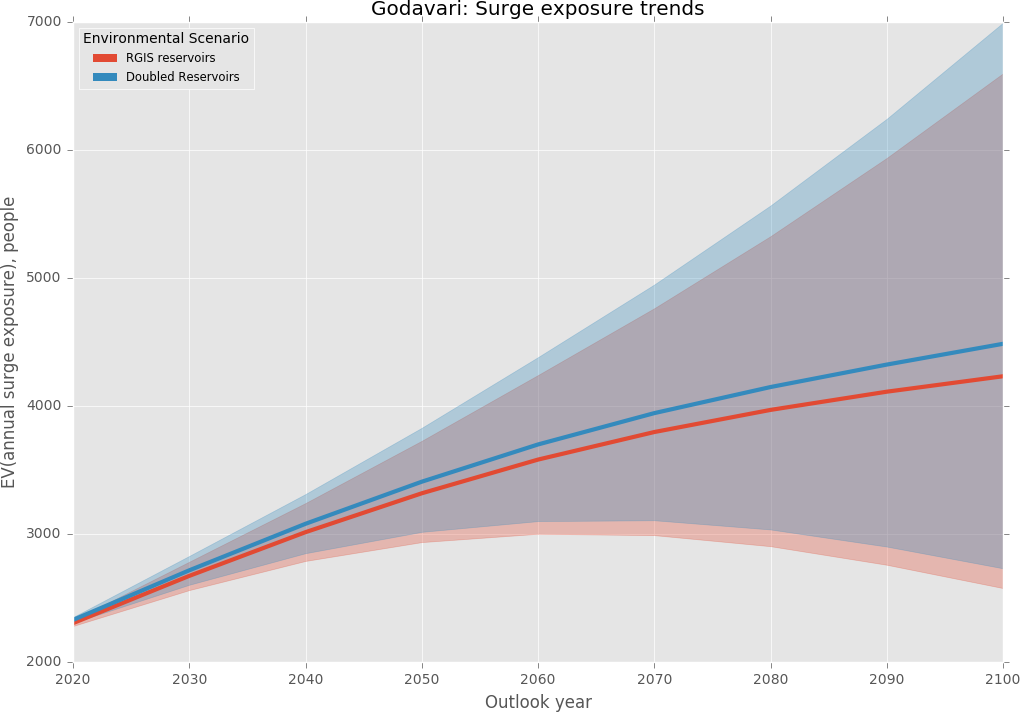 Godavari: Surge exposure trends
Environmental Scenario
RGIS reservoirs
Doubled Reservoirs
EV(annual surge exposure), people
7000
6000
5000
4000
3000
2000
2020 2030 2040 2050 2060 2070 2080 2090 2100
Outlook year